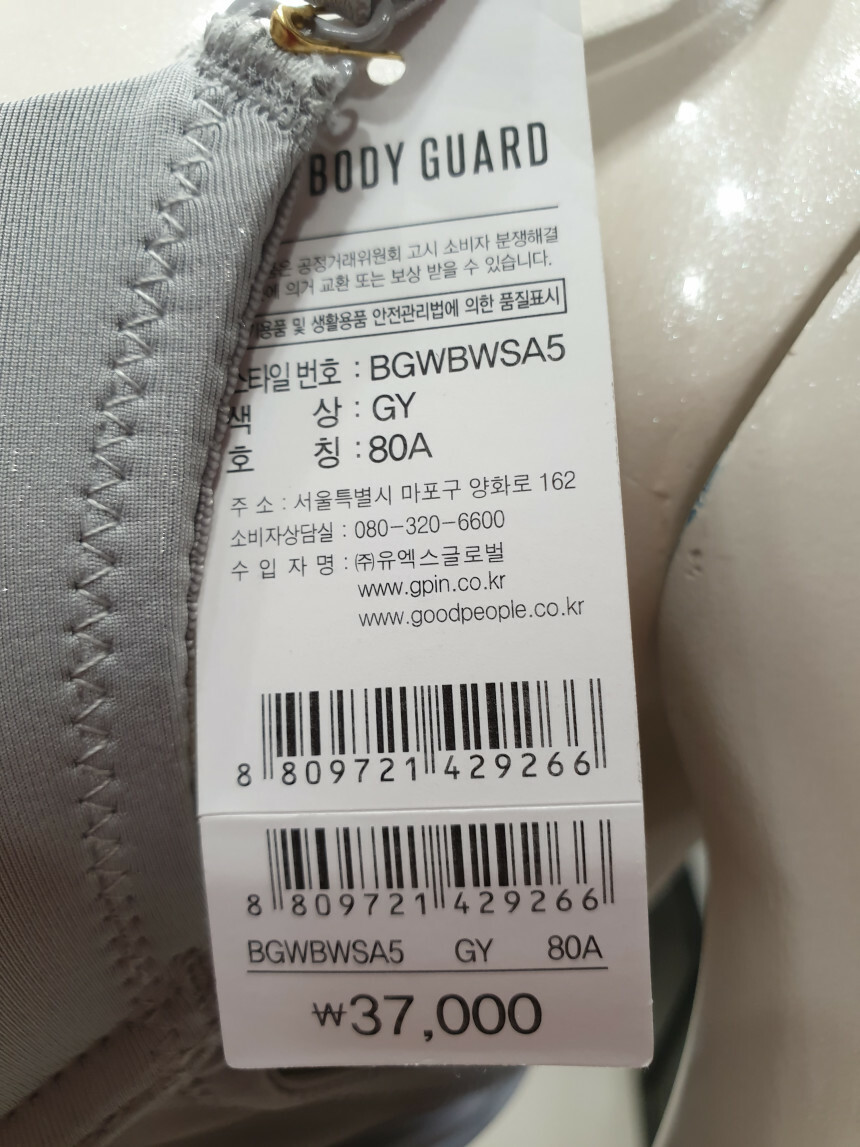 BODY GUARD
공정거래위원회 고시 소비자 분쟁해결
의거 교환 또는 보상 받을 수 있습니다.
및 생활용품 안전관리법에 의한 품질표시
스타일 번호 : BGWBWSA5
색 상 : GY
호 칭 : 80A
주 소 : 서울특별시 마포구 양화로 162
소비자상담실 : 080-320-6600
수 입 자 명 : ㈜유엑스글로벌
www.gpin.co.kr
www.goodpeople.co.kr
8 809721 429266
8 809721 429266
BGWBWSA5 GY 80A
₩37,000